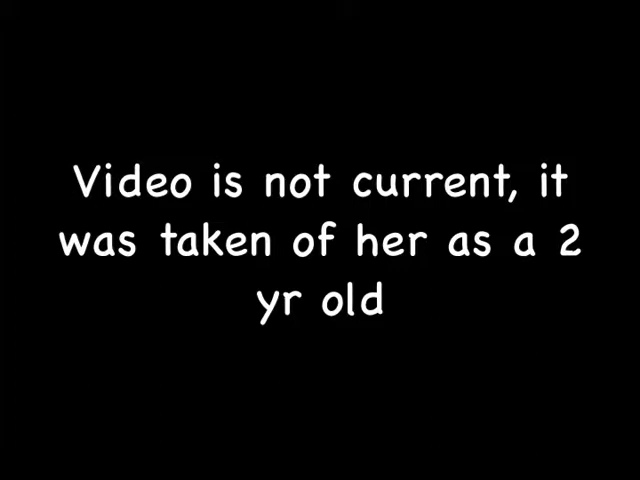 Video is not current, it
was taken of her as a 2
yr old